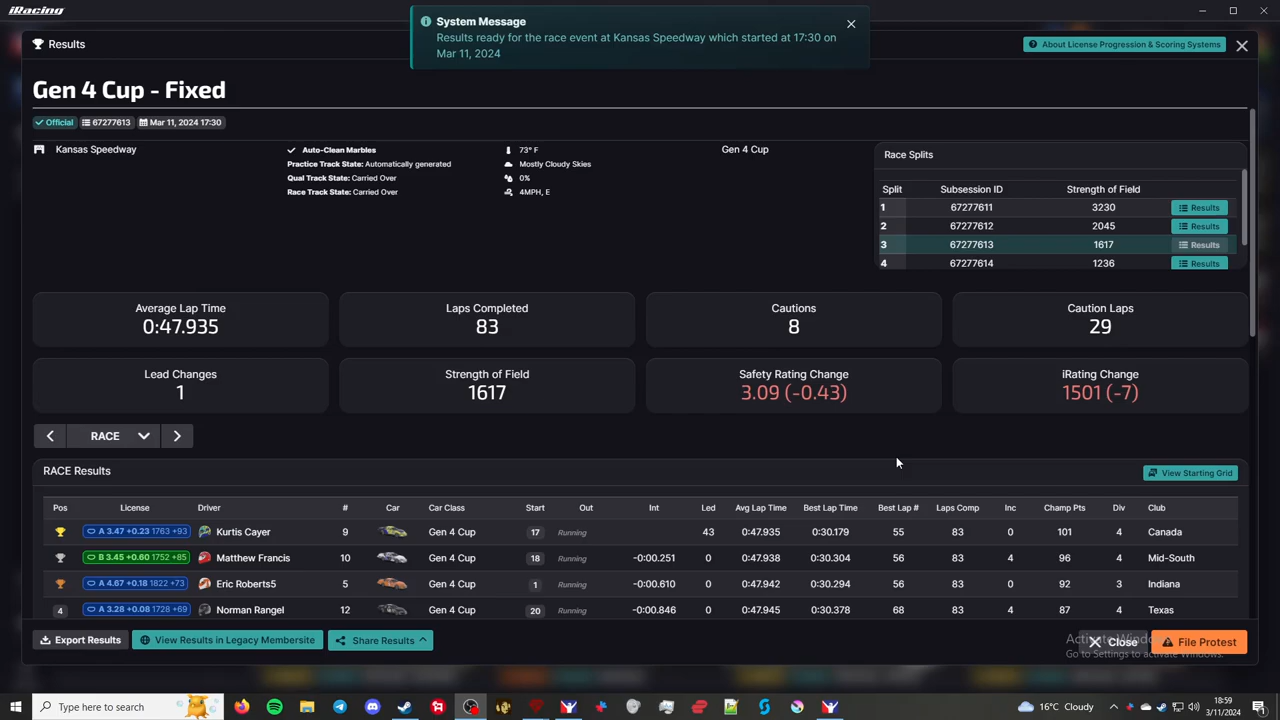 iRacing
System Message
Results ready for the race event at Kansas Speedway which started at 17:30 on
Mar 11, 2024
Results
About License Progression & Scoring Systems
Gen 4 Cup - Fixed
Official 67277613 Mar 11, 2024 17:30
Kansas Speedway
Auto-Clean Marbles
Practice Track State: Automatically generated
Qual Track State: Carried Over
Race Track State: Carried Over
73° F
Mostly Cloudy Skies
0%
4MPH, E
Gen 4 Cup
Race Splits
Split Subsession ID Strength of Field
1 67277611 3230 Results
2 67277612 2045 Results
3 67277613 1617 Results
4 67277614 1236 Results
Average Lap Time
0:47.935
Laps Completed
83
Cautions
8
Caution Laps
29
Lead Changes
1
Strength of Field
1617
Safety Rating Change
3.09 (-0.43)
iRating Change
1501 (-7)
RACE
RACE Results
View Starting Grid
Pos License Driver # Car Car Class Start Out Int Led Avg Lap Time Best Lap Time Best Lap # Laps Comp Inc Champ Pts Div Club
A 3.47 +0.23 1763 +93 Kurtis Cayer 9 Gen 4 Cup 17 Running 43 0:47.935 0:30.179 55 83 0 101 4 Canada
B 3.45 +0.60 1752 +85 Matthew Francis 10 Gen 4 Cup 18 Running -0:00.251 0 0:47.938 0:30.304 56 83 4 96 4 Mid-South
A 4.67 +0.18 1822 +73 Eric Roberts5 5 Gen 4 Cup 1 Running -0:00.610 0 0:47.942 0:30.294 56 83 0 92 3 Indiana
4 A 3.28 +0.08 1728 +69 Norman Rangel 12 Gen 4 Cup 20 Running -0:00.846 0 0:47.945 0:30.378 68 83 4 87 4 Texas
Export Results
View Results in Legacy Membersite
Share Results
Activate Windows
Go to Settings to activate Windows.
Close
File Protest
Type here to search
16°C Cloudy
18:59
3/11/2024